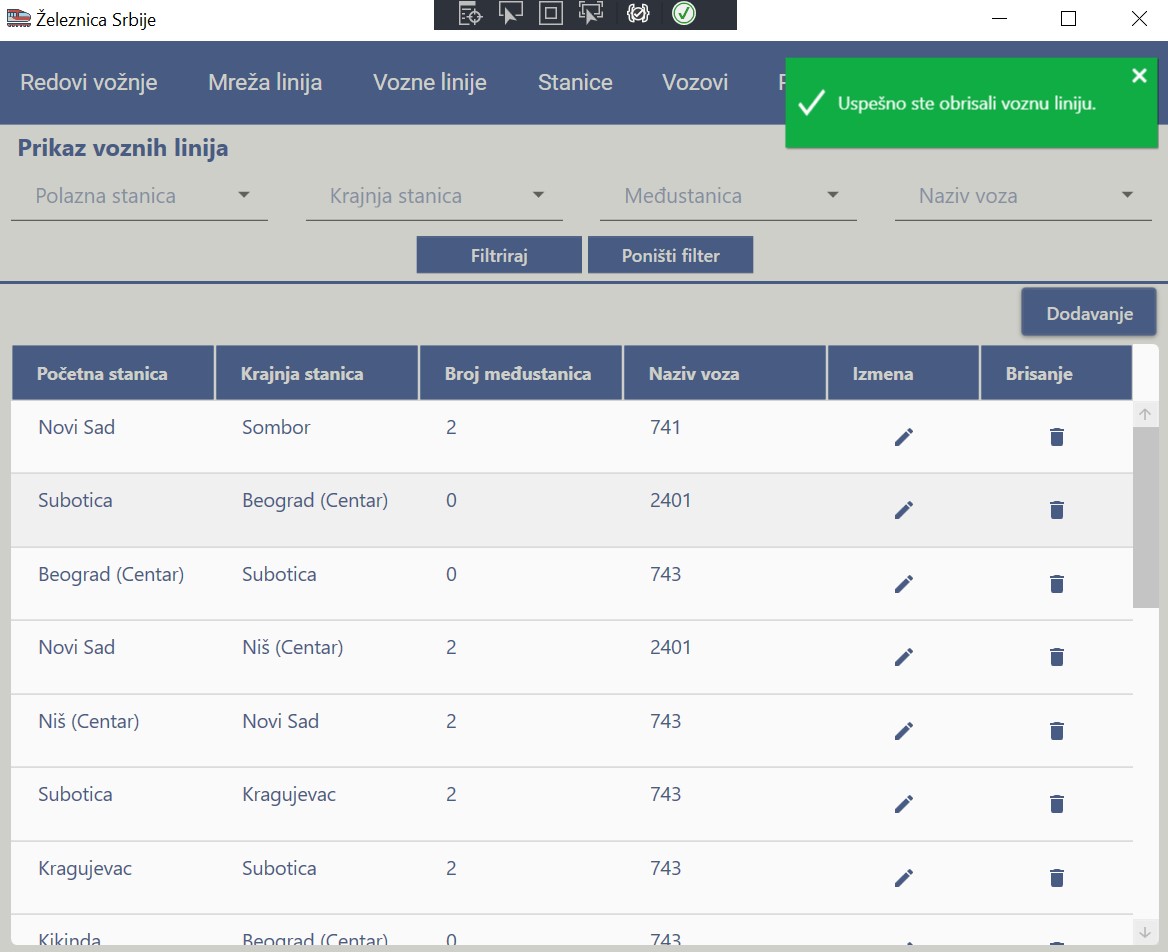 Železnica Srbije
Redovi vožnje Mreža linija Vozne linije Stanice Vozovi
Uspešno ste obrisali voznu liniju.
Prikaz voznih linija
Polazna stanica Krajnja stanica Međustanica Naziv voza
Filtriraj Poništi filter
Dodavanje
Početna stanica Krajnja stanica Broj međustanica Naziv voza Izmena Brisanje
Novi Sad Sombor 2 741
Subotica Beograd (Centar) 0 2401
Beograd (Centar) Subotica 0 743
Novi Sad Niš (Centar) 2 2401
Niš (Centar) Novi Sad 2 743
Subotica Kragujevac 2 743
Kragujevac Subotica 2 743
Kikinda Beograd (Centar) 0 743